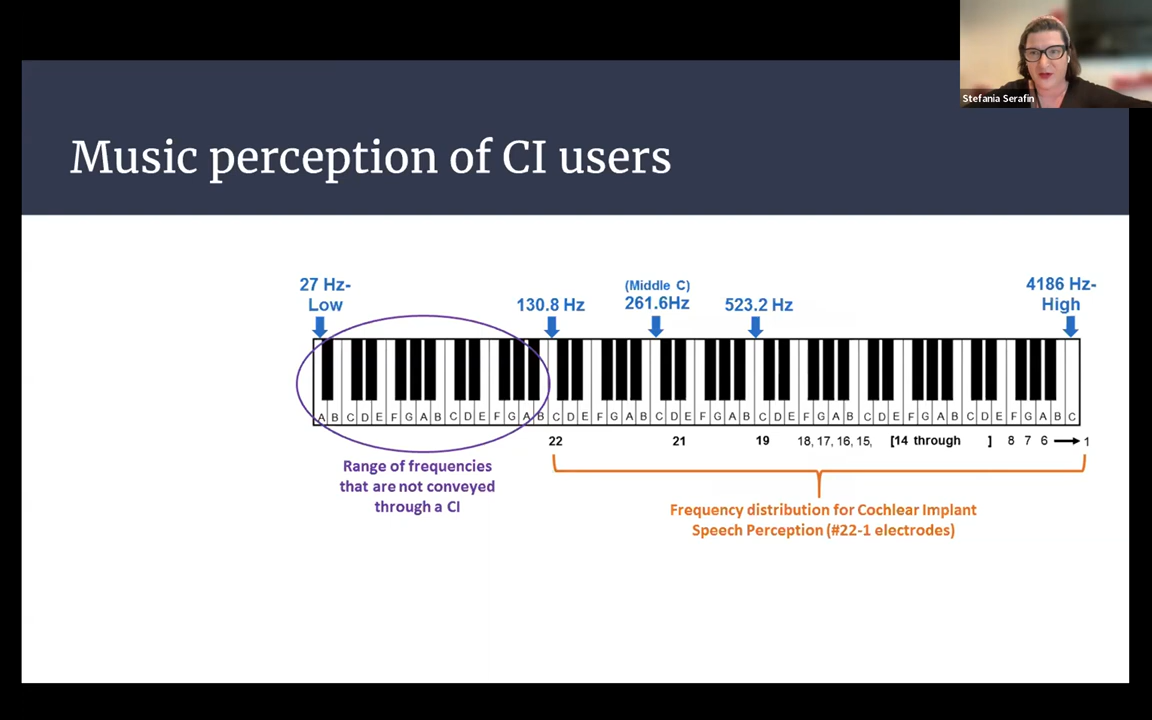 Stefania Serafin
Music perception of CI users
27 Hz-
Low
130.8 Hz
(Middle C)
261.6Hz
523.2 Hz
4186 Hz-
High
A B C D E F G A B C D E F G A B C D E F G A B C D E F G A B C D E F G A B C D E F G A B C D E F G A B C
22 21 19 18, 17, 16, 15, [14 through ] 8 7 6 1
Range of frequencies
that are not conveyed
through a CI
Frequency distribution for Cochlear Implant
Speech Perception (#22-1 electrodes)